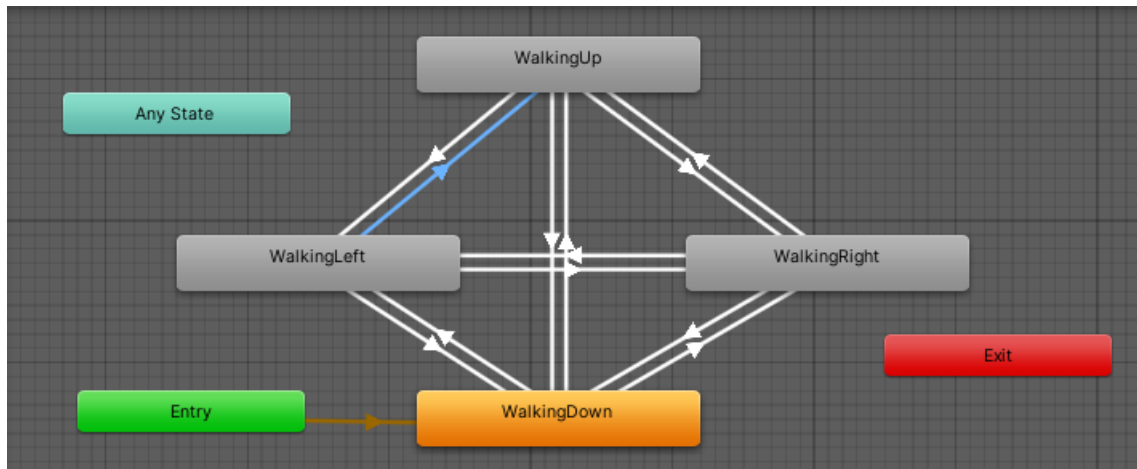 WalkingUp
Any State
WalkingLeft
WalkingRight
Exit
Entry
WalkingDown